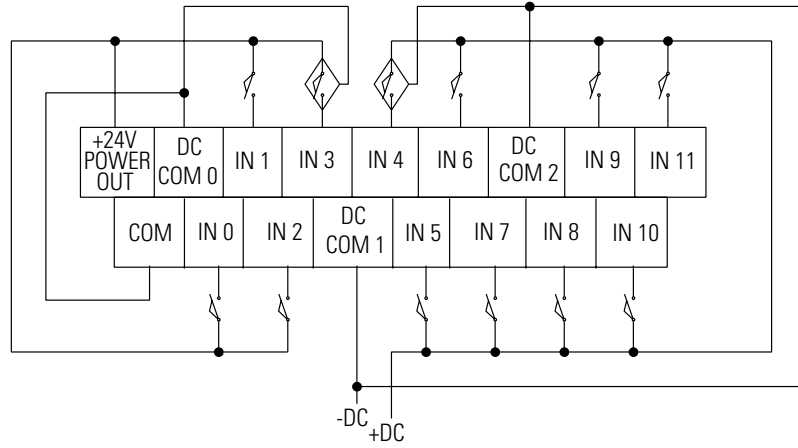 +24V
POWER
OUT
DC
COM 0
IN 1
IN 3
IN 4
IN 6
DC
COM 2
IN 9
IN 11
COM
IN 0
IN 2
DC
COM 1
IN 5
IN 7
IN 8
IN 10
-DC
+DC